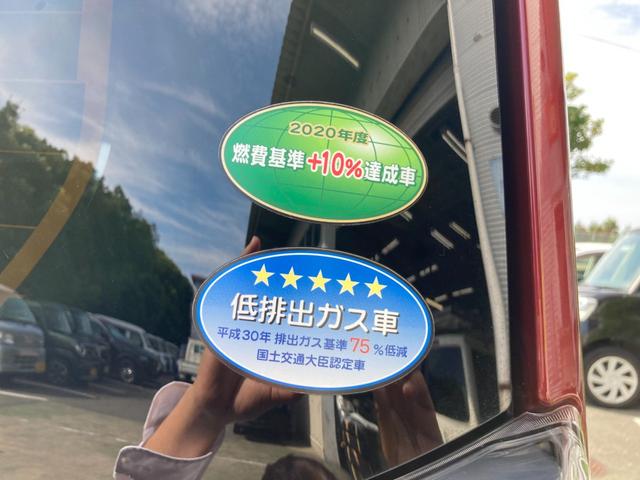 2020年度
燃費基準+10%達成車
★★★★★
低排出ガス車
平成30年 排出ガス基準75%低減
国土交通大臣認定車